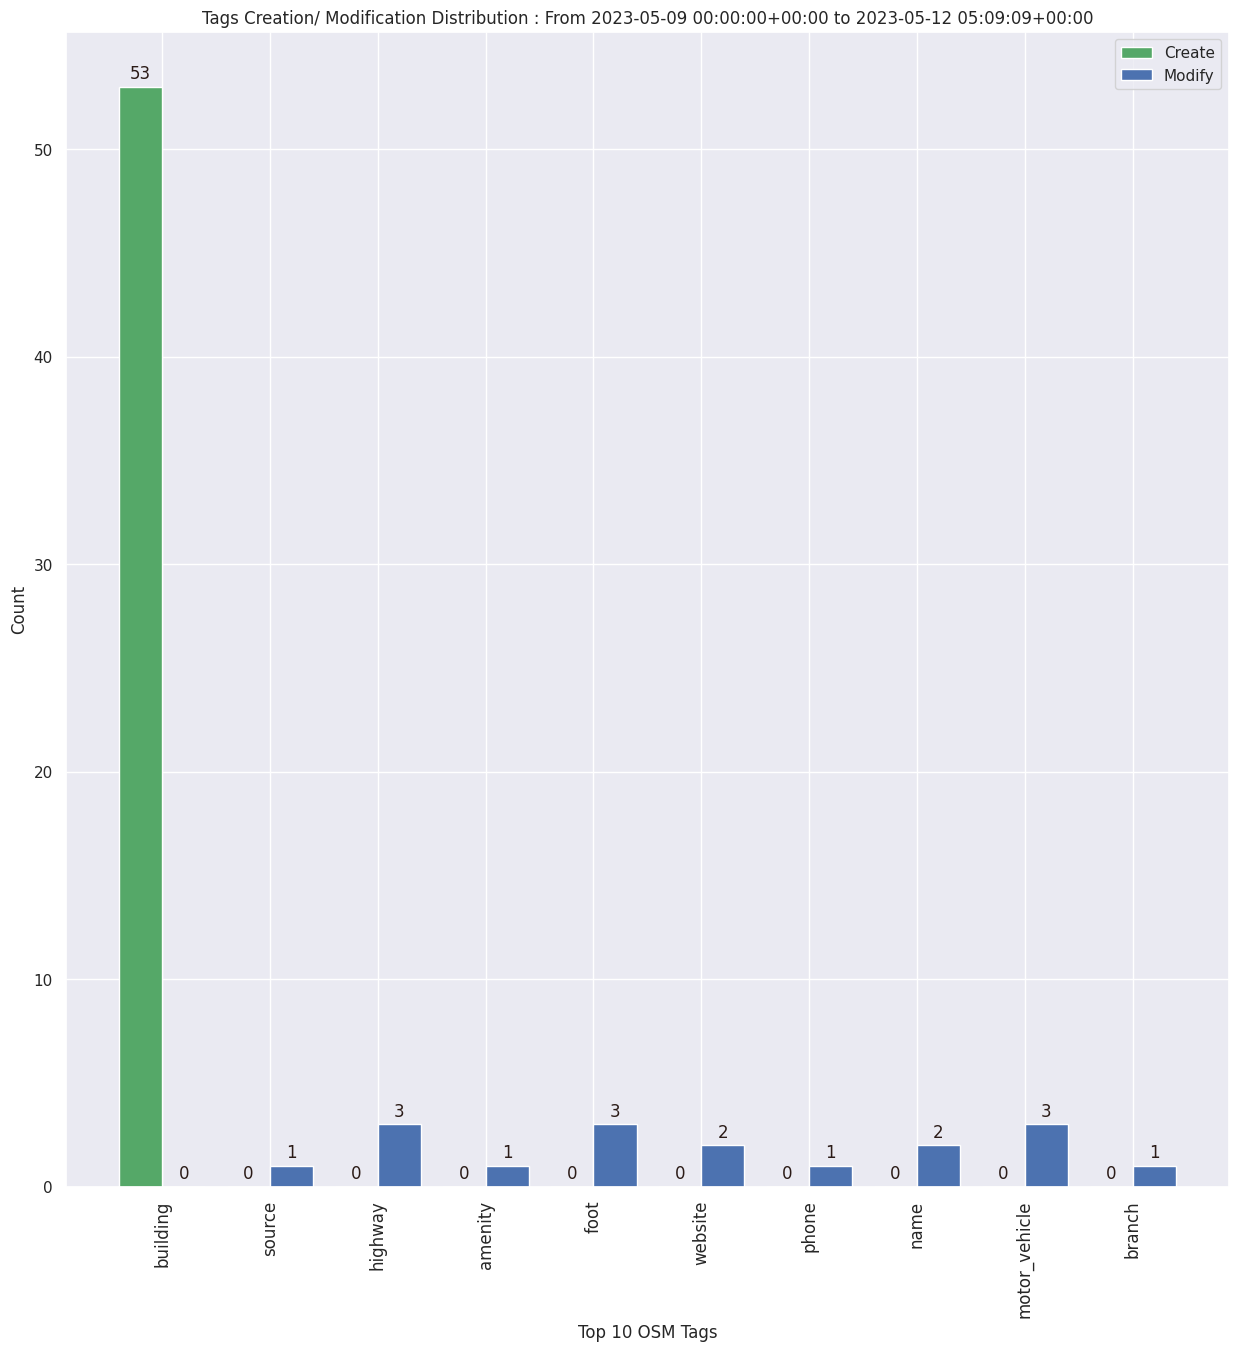 Tags Creation/ Modification Distribution : From 2023-05-09 00:00:00+00:00 to 2023-05-12 05:09:09+00:00
Create
Modify
Count
50
40
30
20
10
0
53
0
0
1
0
3
0
1
0
3
0
2
0
1
0
2
0
3
0
1
building
source
highway
amenity
foot
website
phone
name
motor_vehicle
branch
Top 10 OSM Tags